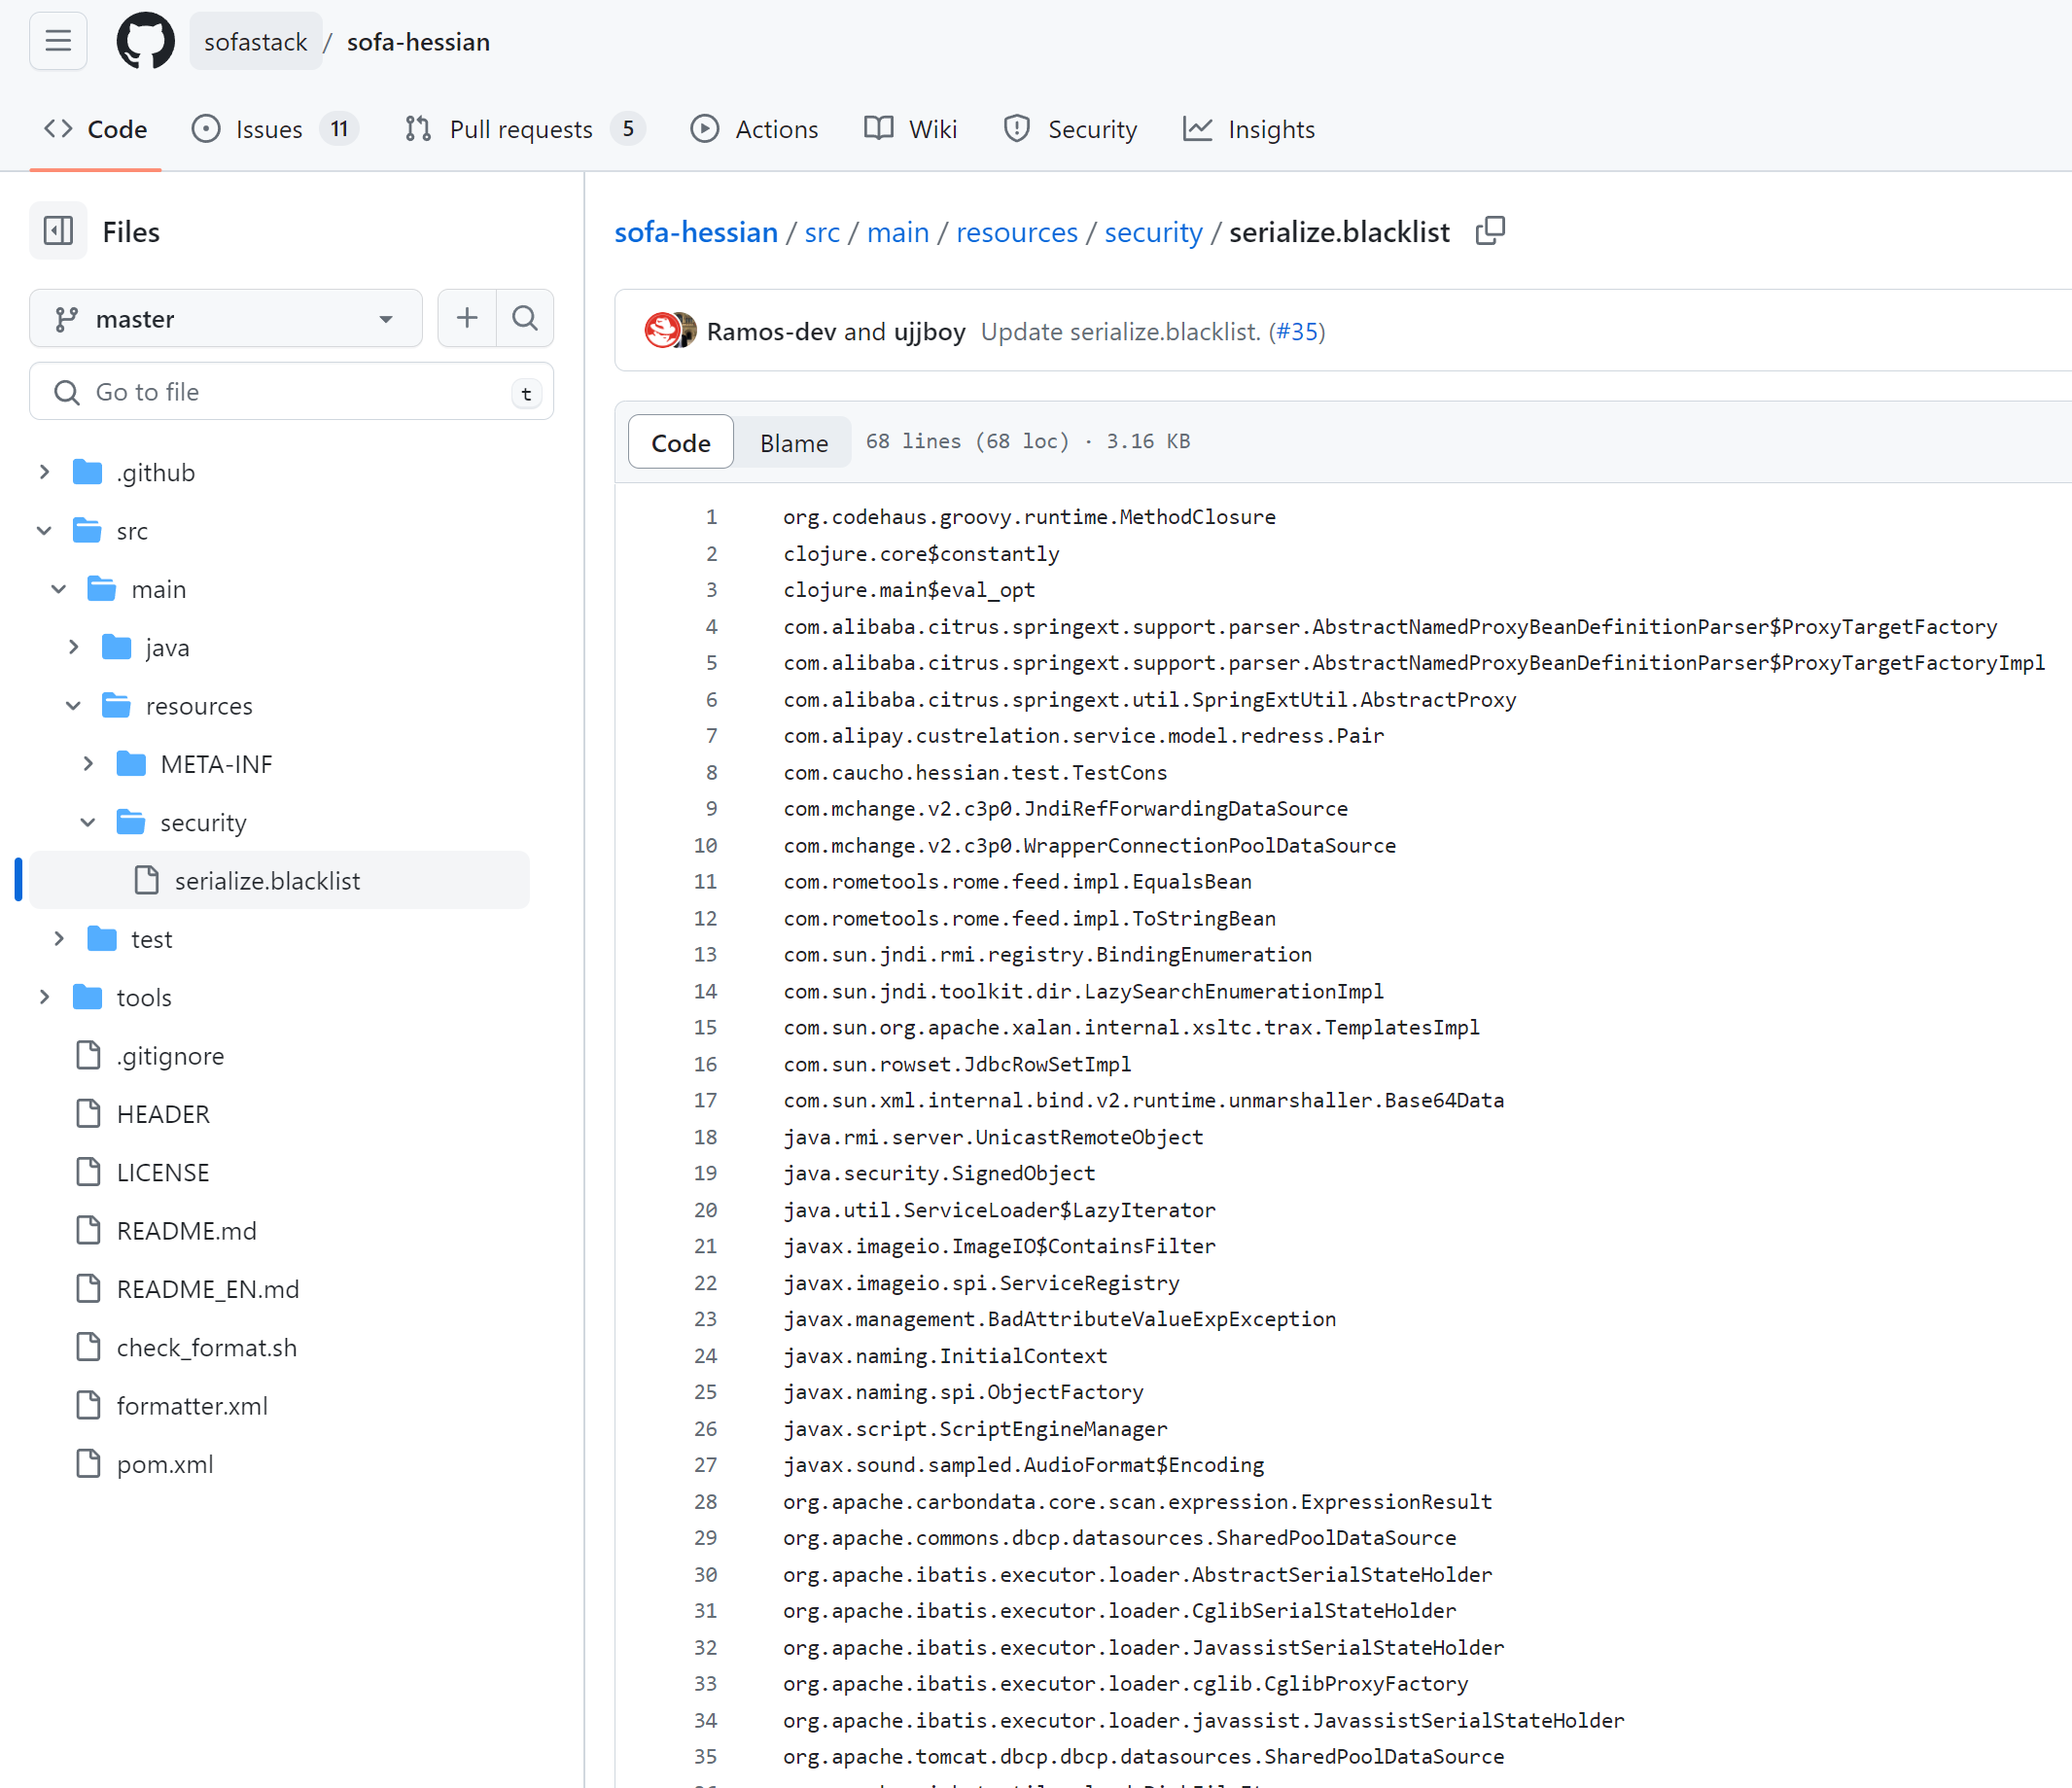 sofastack / sofa-hessian
Code Issues 11 Pull requests 5 Actions Wiki Security Insights
Files
master
Go to file t
.github
src
main
java
resources
META-INF
security
serialize.blacklist
test
tools
.gitignore
HEADER
LICENSE
README.md
README_EN.md
check_format.sh
formatter.xml
pom.xml
sofa-hessian / src / main / resources / security / serialize.blacklist
Ramos-dev and ujjboy Update serialize.blacklist. (#35)
Code Blame 68 lines (68 loc) · 3.16 KB
1 org.codehaus.groovy.runtime.MethodClosure
2 clojure.core$constantly
3 clojure.main$eval_opt
4 com.alibaba.citrus.springext.support.parser.AbstractNamedProxyBeanDefinitionParser$ProxyTargetFactory
5 com.alibaba.citrus.springext.support.parser.AbstractNamedProxyBeanDefinitionParser$ProxyTargetFactoryImpl
6 com.alibaba.citrus.springext.util.SpringExtUtil.AbstractProxy
7 com.alipay.custrelation.service.model.redress.Pair
8 com.caucho.hessian.test.TestCons
9 com.mchange.v2.c3p0.JndiRefForwardingDataSource
10 com.mchange.v2.c3p0.WrapperConnectionPoolDataSource
11 com.rometools.rome.feed.impl.EqualsBean
12 com.rometools.rome.feed.impl.ToStringBean
13 com.sun.jndi.rmi.registry.BindingEnumeration
14 com.sun.jndi.toolkit.dir.LazySearchEnumerationImpl
15 com.sun.org.apache.xalan.internal.xsltc.trax.TemplatesImpl
16 com.sun.rowset.JdbcRowSetImpl
17 com.sun.xml.internal.bind.v2.runtime.unmarshaller.Base64Data
18 java.rmi.server.UnicastRemoteObject
19 java.security.SignedObject
20 java.util.ServiceLoader$LazyIterator
21 javax.imageio.ImageIO$ContainsFilter
22 javax.imageio.spi.ServiceRegistry
23 javax.management.BadAttributeValueExpException
24 javax.naming.InitialContext
25 javax.naming.spi.ObjectFactory
26 javax.script.ScriptEngineManager
27 javax.sound.sampled.AudioFormat$Encoding
28 org.apache.carbondata.core.scan.expression.ExpressionResult
29 org.apache.commons.dbcp.datasources.SharedPoolDataSource
30 org.apache.ibatis.executor.loader.AbstractSerialStateHolder
31 org.apache.ibatis.executor.loader.CglibSerialStateHolder
32 org.apache.ibatis.executor.loader.JavassistSerialStateHolder
33 org.apache.ibatis.executor.loader.cglib.CglibProxyFactory
34 org.apache.ibatis.executor.loader.javassist.JavassistSerialStateHolder
35 org.apache.tomcat.dbcp.dbcp.datasources.SharedPoolDataSource